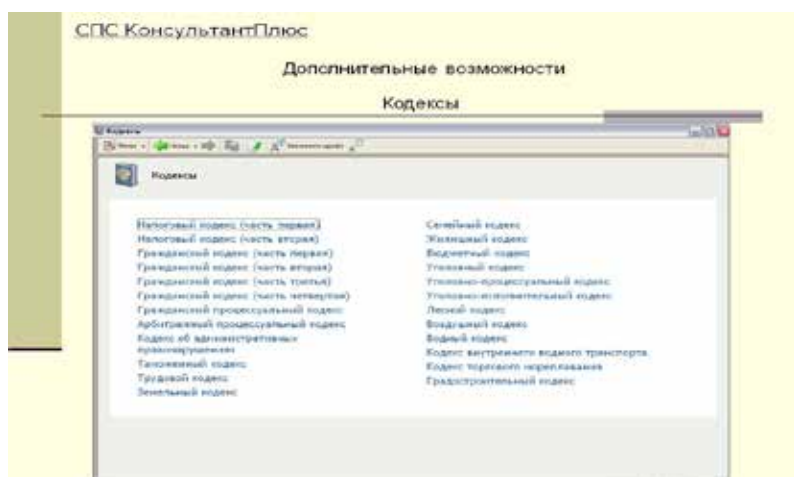 СПС КонсультантПлюс
Дополнительные возможности
Кодексы
Кодексы
Кодексы
Налоговый кодекс (часть первая)
Налоговый кодекс (часть вторая)
Гражданский кодекс (часть первая)
Гражданский кодекс (часть вторая)
Гражданский кодекс (часть третья)
Гражданский кодекс (часть четвертая)
Гражданский процессуальный кодекс
Арбитражный процессуальный кодекс
Кодекс об административных
правонарушениях
Таможенный кодекс
Трудовой кодекс
Земельный кодекс
Семейный кодекс
Жилищный кодекс
Бюджетный кодекс
Уголовный кодекс
Уголовно-процессуальный кодекс
Уголовно-исполнительный кодекс
Лесной кодекс
Воздушный кодекс
Водный кодекс
Кодекс внутреннего водного транспорта
Кодекс торгового мореплавания
Градостроительный кодекс